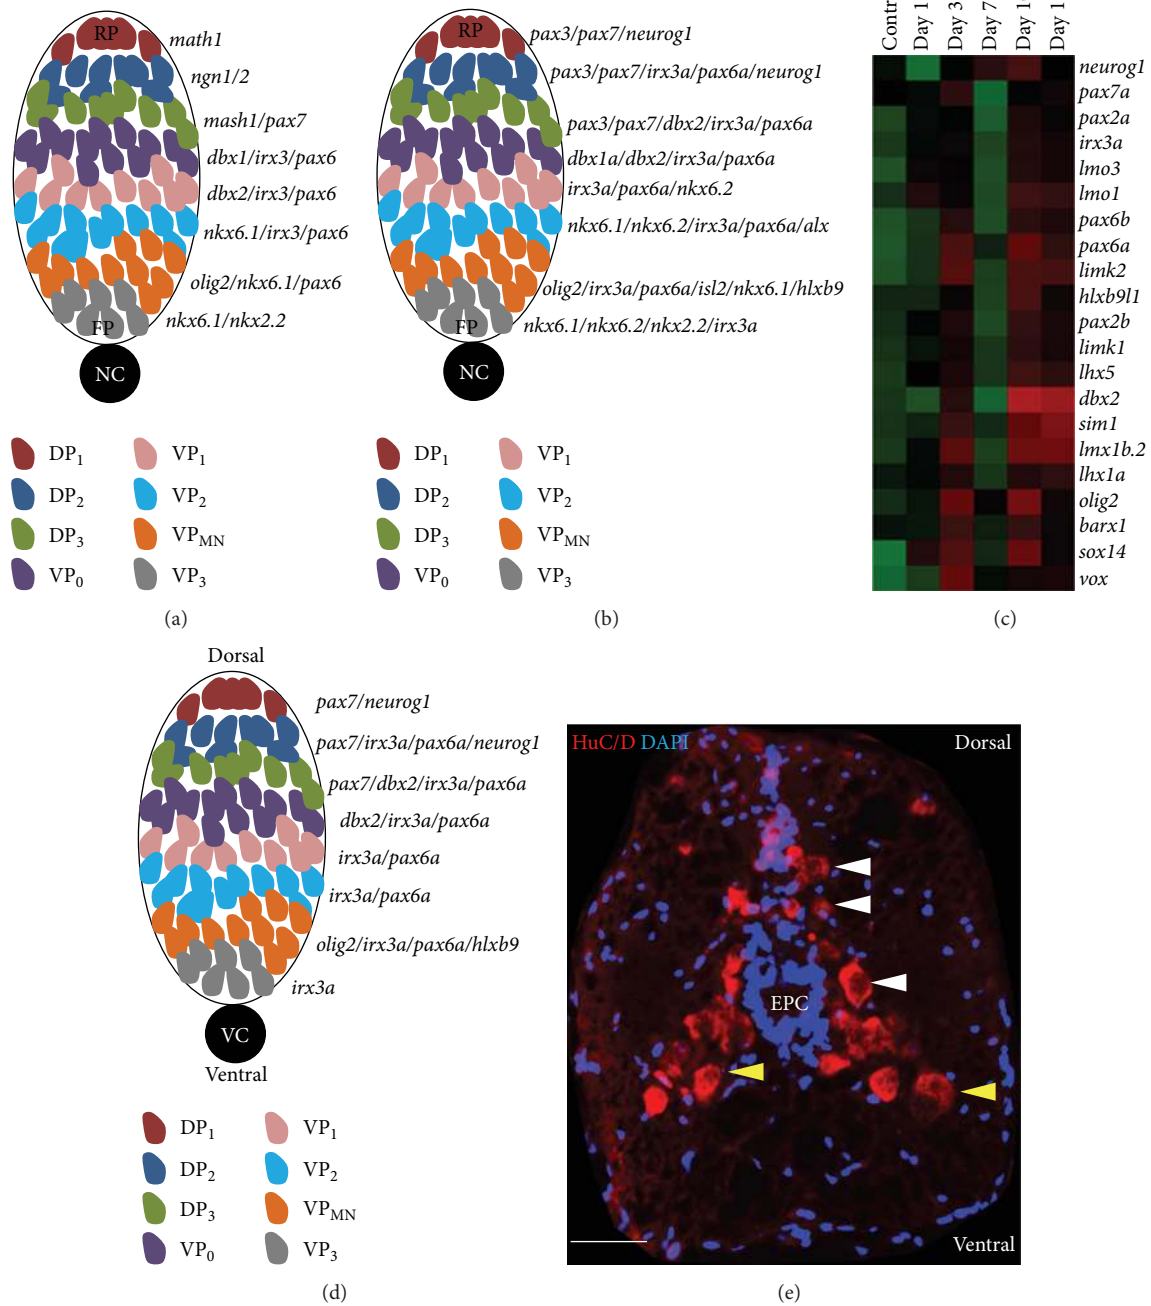 RP
math1
ngn1/2
mash1/pax7
dbx1/irx3/pax6
dbx2/irx3/pax6
nkx6.1/irx3/pax6
olig2/nkx6.1/pax6
nkx6.1/nkx2.2
FP
NC
DP1 VP1
DP2 VP2
DP3 VPMN
VP0 VP3
(a)
RP
pax3/pax7/neurog1
pax3/pax7/irx3a/pax6a/neurog1
pax3/pax7/dbx2/irx3a/pax6a
dbx1a/dbx2/irx3a/pax6a
irx3a/pax6a/nkx6.2
nkx6.1/nkx6.2/irx3a/pax6a/alx
olig2/irx3a/pax6a/isl2/nkx6.1/hlxb9
nkx6.1/nkx6.2/nkx2.2/irx3a
FP
NC
DP1 VP1
DP2 VP2
DP3 VPMN
VP0 VP3
(b)
Contr Day 1 Day 3 Day 7 Day 1 Day 1
neurog1
pax7a
pax2a
irx3a
lmo3
lmo1
pax6b
pax6a
limk2
hlxb9l1
pax2b
limk1
lhx5
dbx2
sim1
lmx1b.2
lhx1a
olig2
barx1
sox14
vox
(c)
Dorsal
pax7/neurog1
pax7/irx3a/pax6a/neurog1
pax7/dbx2/irx3a/pax6a
dbx2/irx3a/pax6a
irx3a/pax6a
irx3a/pax6a
olig2/irx3a/pax6a/hlxb9
irx3a
VC
Ventral
DP1 VP1
DP2 VP2
DP3 VPMN
VP0 VP3
(d)
HuC/D DAPI Dorsal
EPC
Ventral
(e)